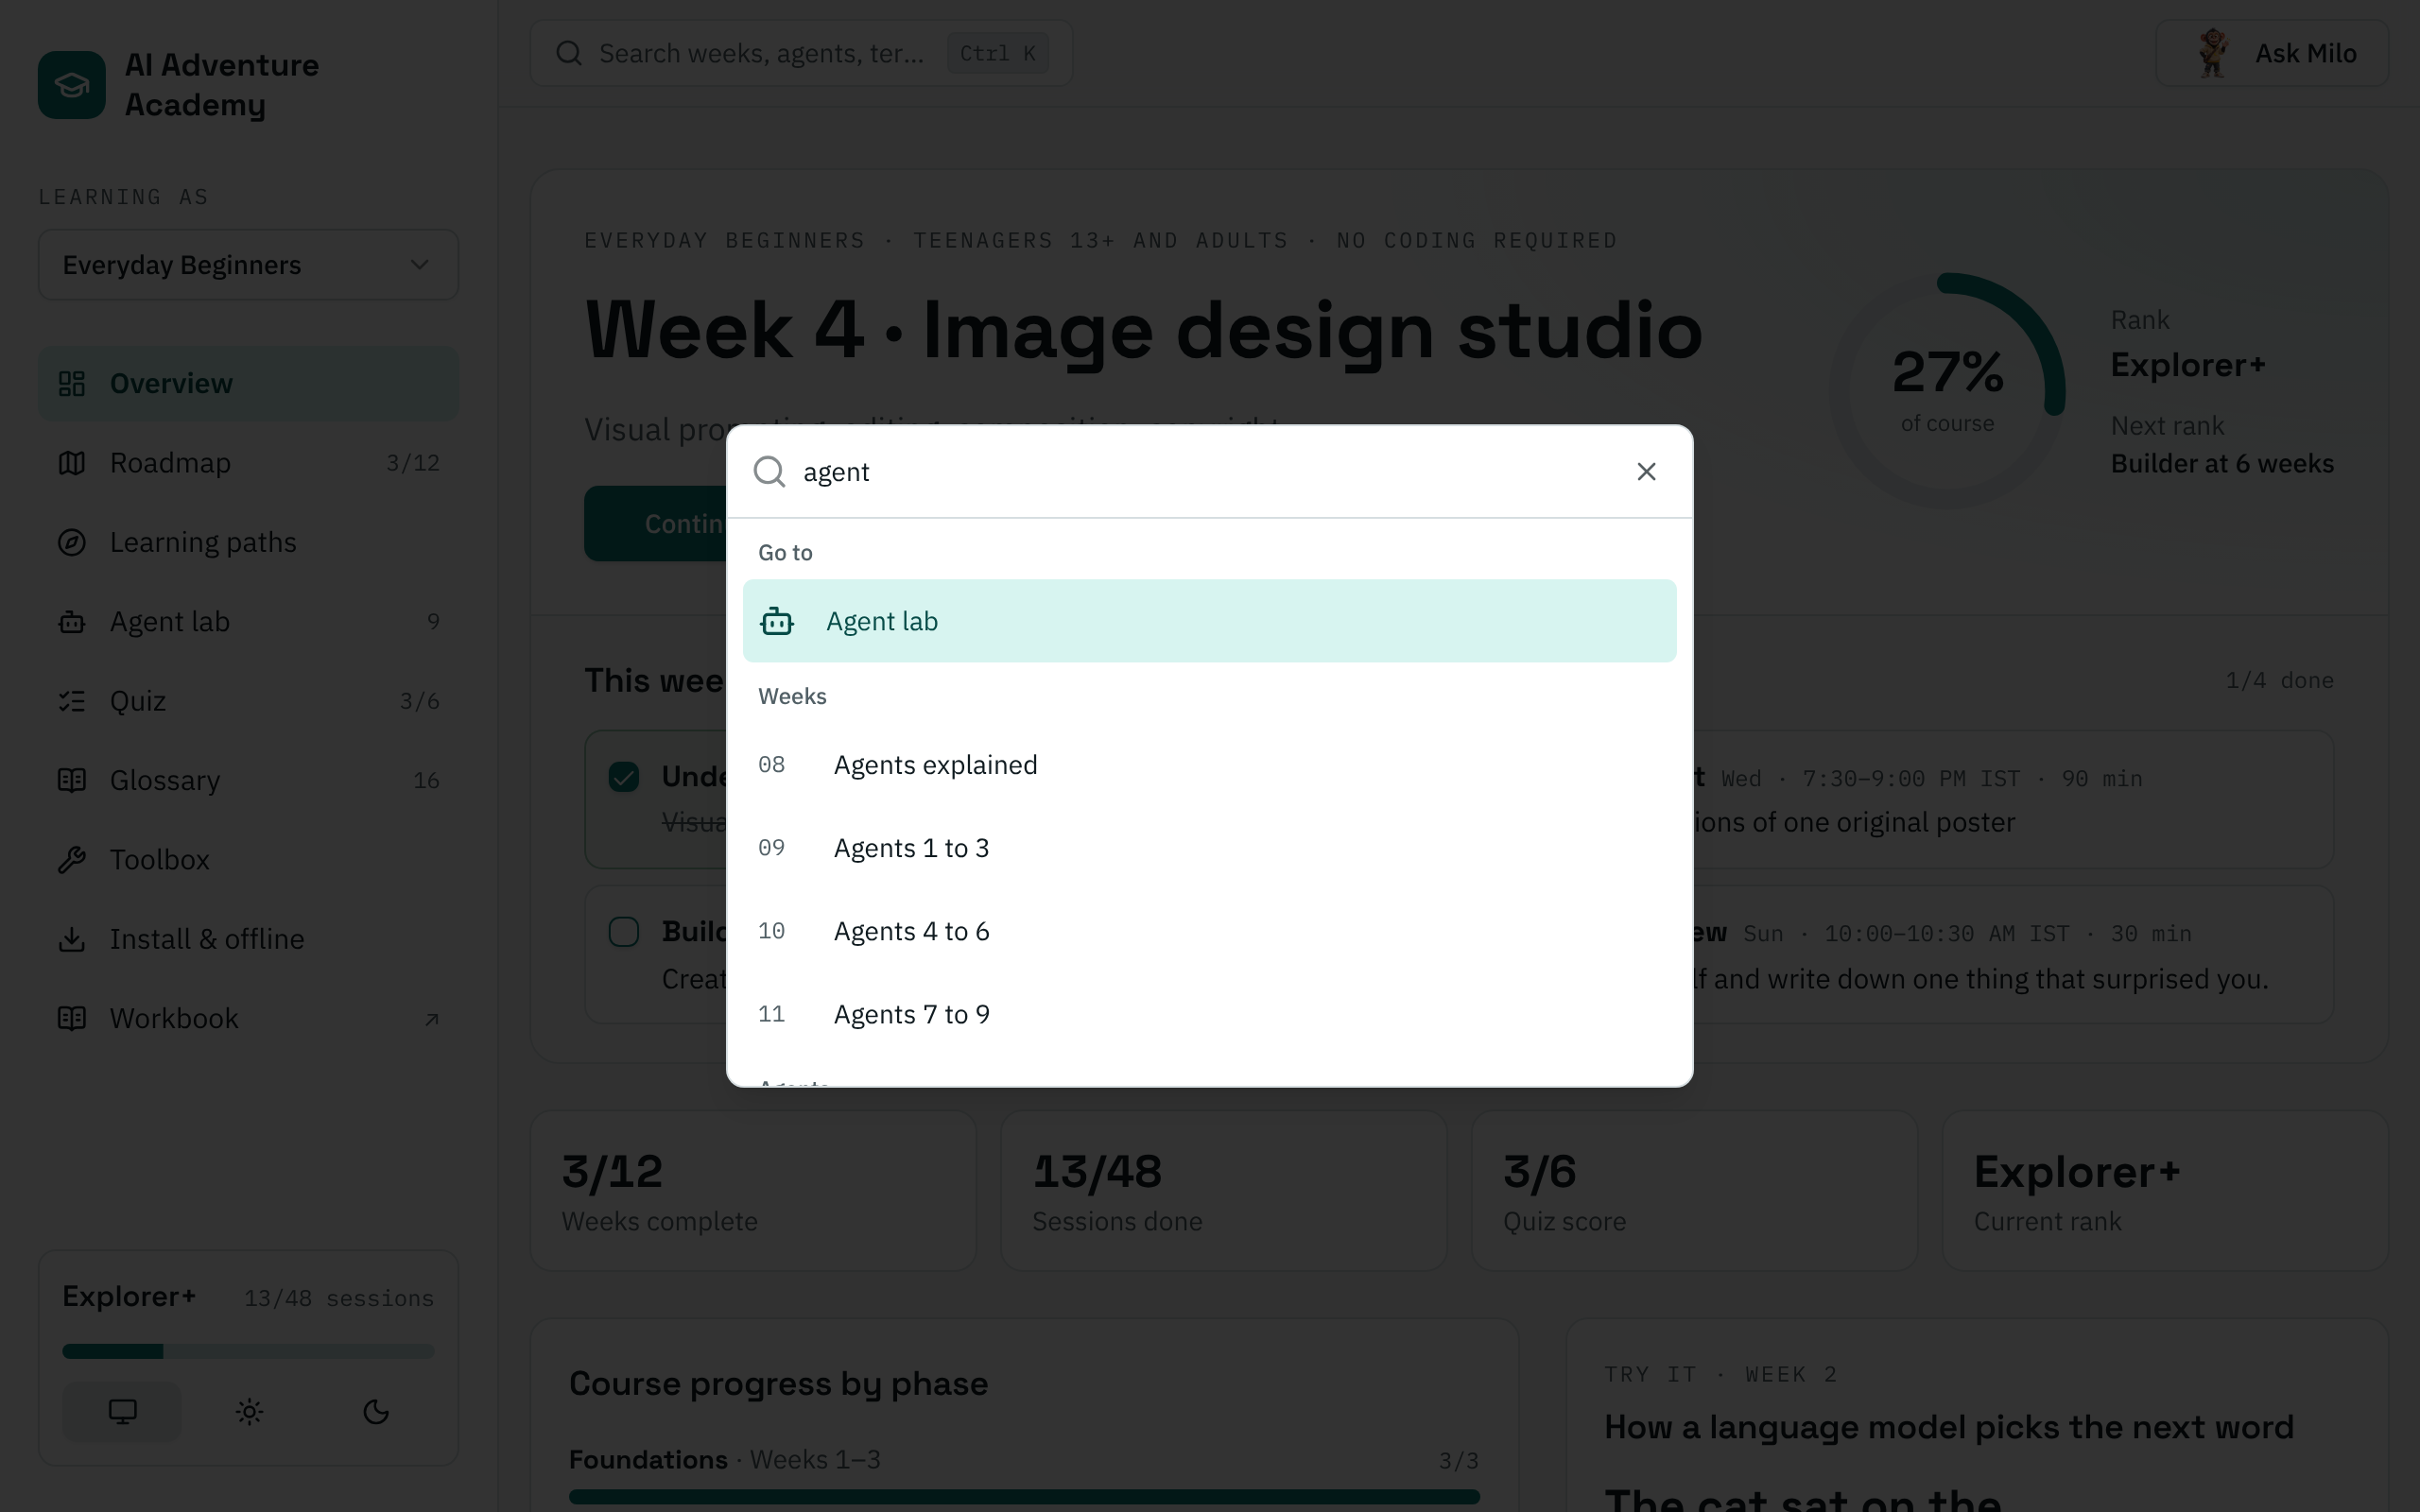 AI Adventure
Academy
LEARNING AS
Everyday Beginners
Overview
Roadmap 3/12
Learning paths
Agent lab 9
Quiz 3/6
Glossary 16
Toolbox
Install & offline
Workbook
Explorer+ 13/48 sessions
Search weeks, agents, ter... Ctrl K
Ask Milo
EVERYDAY BEGINNERS · TEENAGERS 13+ AND ADULTS · NO CODING REQUIRED
Week 4 · Image design studio
Visual
27%
of course
Rank
Explorer+
Next rank
Builder at 6 weeks
agent
Go to
Agent lab
Weeks
08 Agents explained
09 Agents 1 to 3
10 Agents 4 to 6
11 Agents 7 to 9
This
1/4 done
Wed · 7:30–9:00 PM IST · 90 min
of one original poster
Sun · 10:00–10:30 AM IST · 30 min
and write down one thing that surprised you.
3/12
Weeks complete
13/48
Sessions done
3/6
Quiz score
Explorer+
Current rank
Course progress by phase
Foundations · Weeks 1–3 3/3
TRY IT · WEEK 2
How a language model picks the next word
The cat sat on the